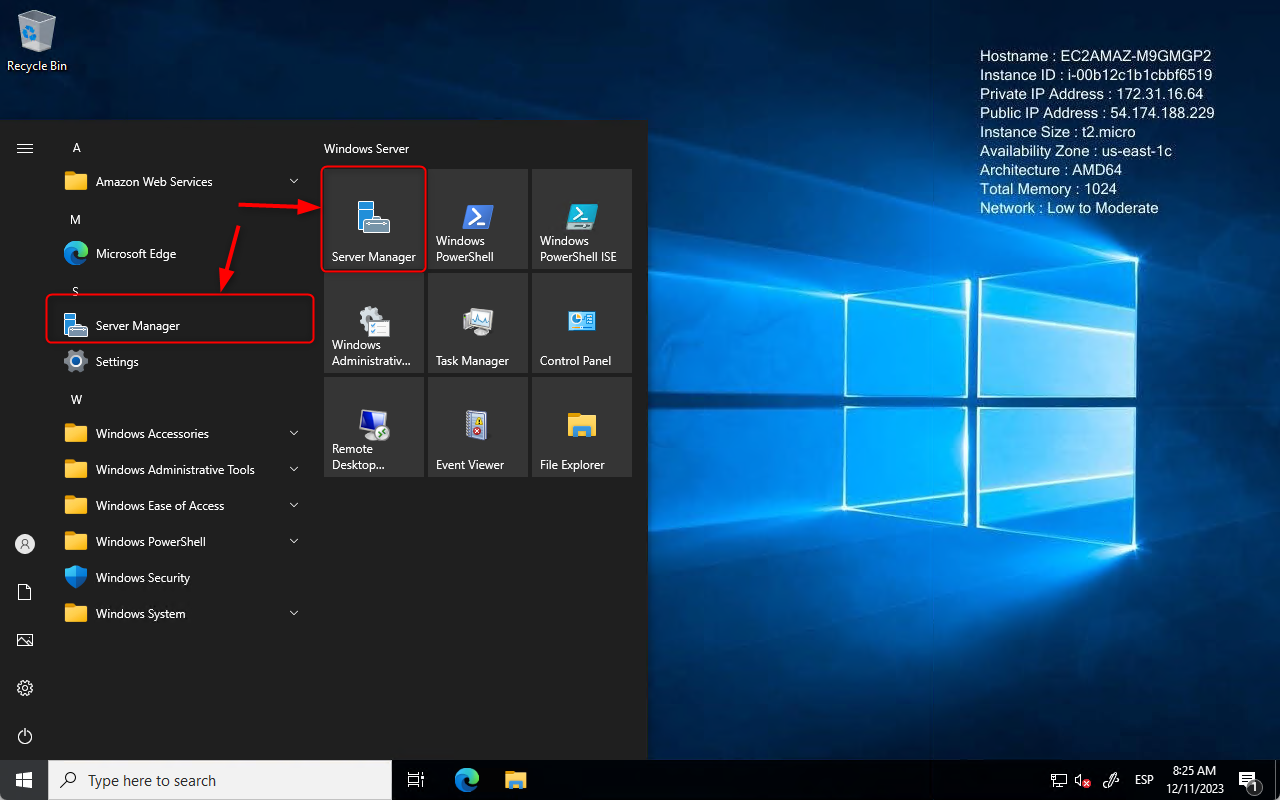 Recycle Bin
Hostname : EC2AMAZ-M9GMGP2
Instance ID : i-00b12c1b1cbbf6519
Private IP Address : 172.31.16.64
Public IP Address : 54.174.188.229
Instance Size : t2.micro
Availability Zone : us-east-1c
Architecture : AMD64
Total Memory : 1024
Network : Low to Moderate
A
Amazon Web Services
M
Microsoft Edge
S
Server Manager
Settings
W
Windows Accessories
Windows Administrative Tools
Windows Ease of Access
Windows PowerShell
Windows Security
Windows System
Windows Server
Server Manager
Windows
PowerShell
Windows
PowerShell ISE
Windows
Administrativ...
Task Manager
Control Panel
Remote
Desktop...
Event Viewer
File Explorer
Type here to search
ESP
8:25 AM
12/11/2023
1